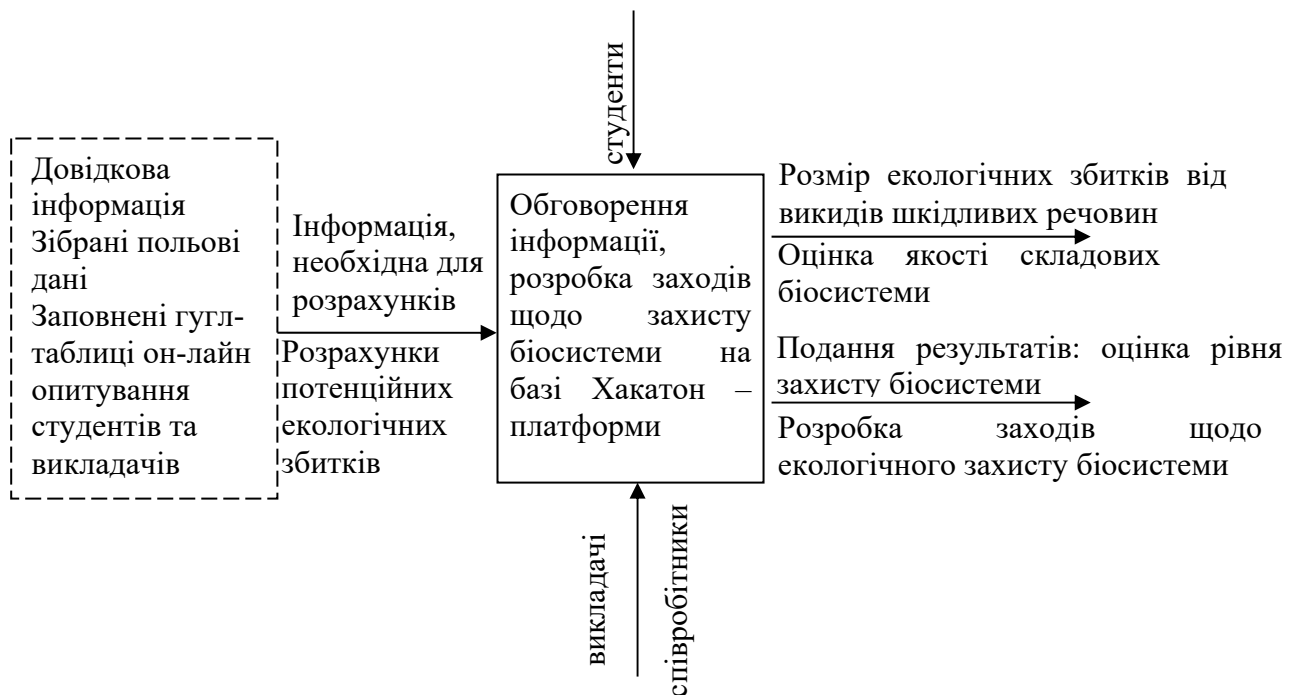 студенти
Довідкова
інформація
Зібрані польові
дані
Заповнені гугл-
таблиці он-лайн
опитування
студентів та
викладачів
Інформація,
необхідна для
розрахунків
Розрахунки
потенційних
екологічних
збитків
Обговорення
інформації,
розробка заходів
щодо захисту
біосистеми на
базі Хакатон –
платформи
Розмір екологічних збитків від
викидів шкідливих речовин
Оцінка якості складових
біосистеми
Подання результатів: оцінка рівня
захисту біосистеми
Розробка заходів щодо
екологічного захисту біосистеми
викладачі
співробітники